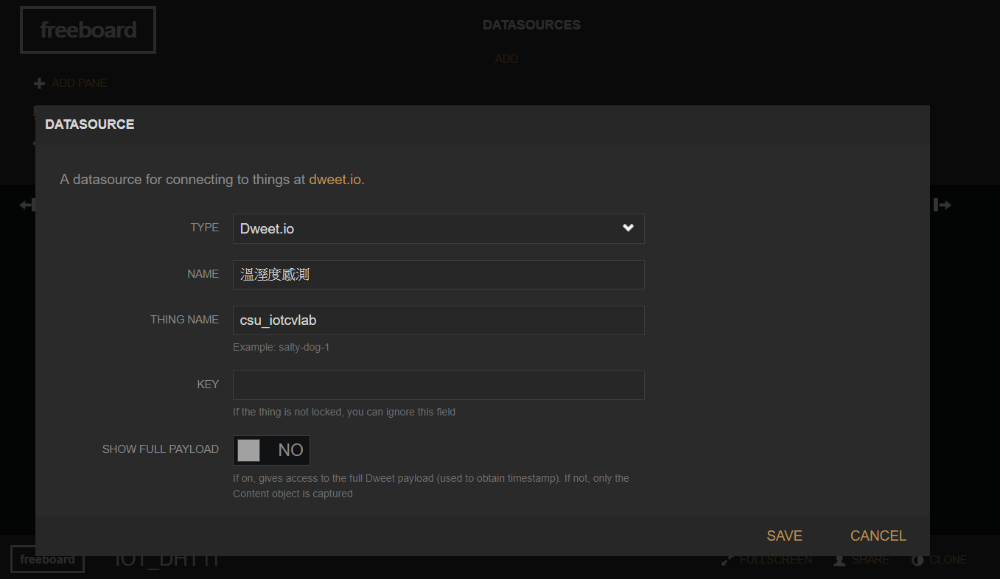 freeboard
DATASOURCES
ADD
ADD PANE
DATASOURCE
A datasource for connecting to things at dweet.io.
TYPE
Dweet.io
NAME
溫溼度感測
THING NAME
csu_iotcvlab
Example: salty-dog-1
KEY
If the thing is not locked, you can ignore this field
SHOW FULL PAYLOAD
NO
If on, gives access to the full Dweet payload (used to obtain timestamp). If not, only the
Content object is captured
SAVE
CANCEL
freeboard
IOT_DHT11
FULLSCREEN
SHARE
CLONE